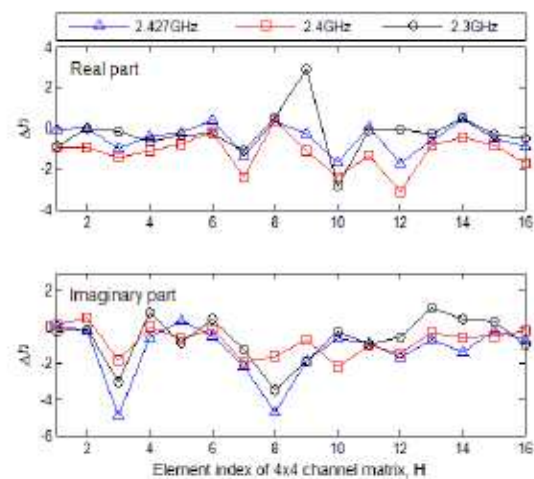 2.427GHz 2.4GHz 2.3GHz
4
2
0
-2
-4
Real part
Δh
2 4 6 8 10 12 14 16
2
0
-2
-4
-6
Imaginary part
Δh
2 4 6 8 10 12 14 16
Element index of 4x4 channel matrix, H